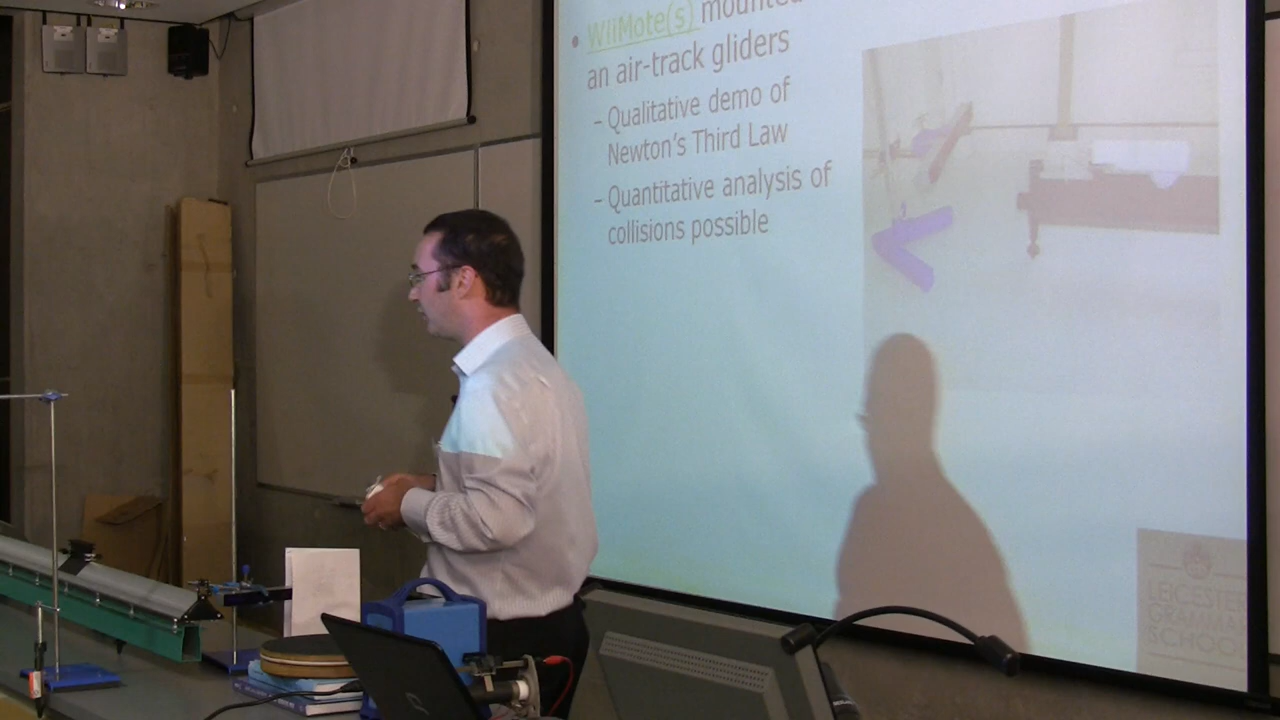 • WiiMote(s) mounted
an air-track gliders
– Qualitative demo of
Newton's Third Law
– Quantitative analysis of
collisions possible
LEICESTER
GRAMMAR
SCHOOL